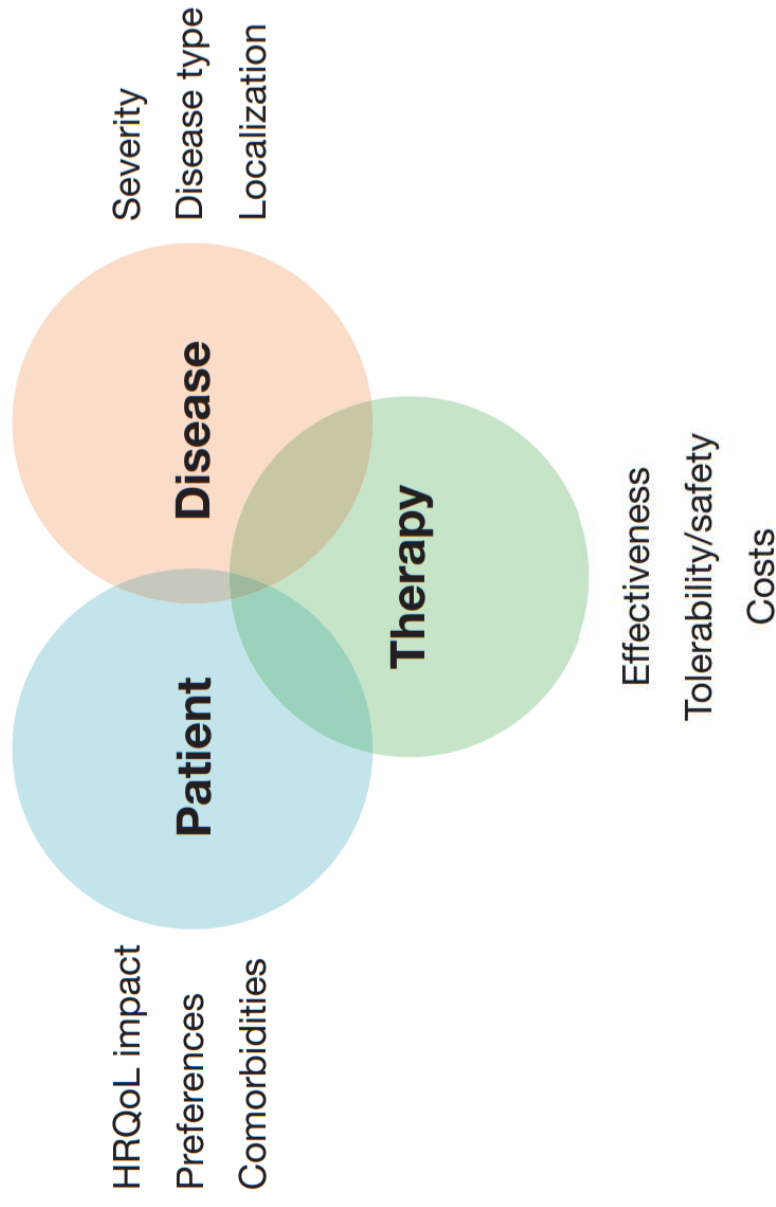 HRQoL impact
Preferences
Comorbidities
Patient
Disease
Severity
Disease type
Localization
Therapy
Effectiveness
Tolerability/safety
Costs